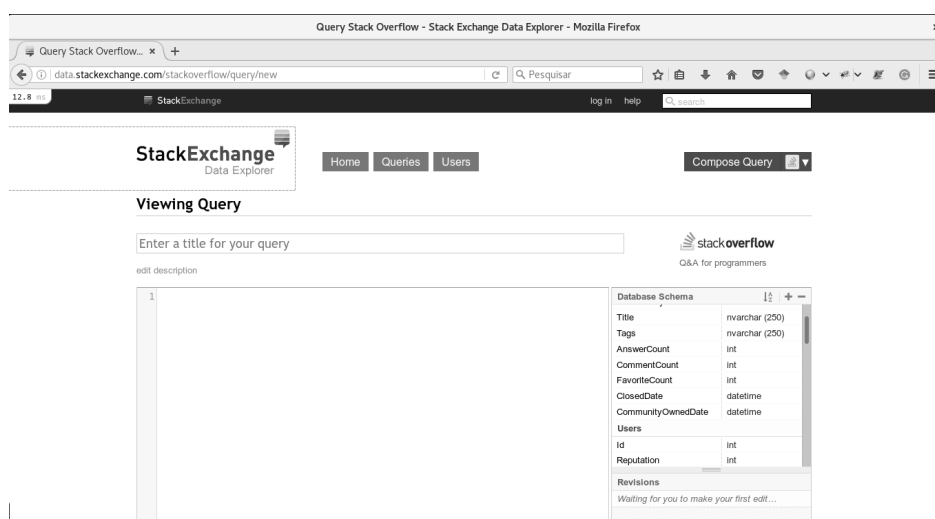 Query Stack Overflow - Stack Exchange Data Explorer - Mozilla Firefox
Query Stack Overflow...
data.stackexchange.com/stackoverflow/query/new
Pesquisar
12.8 ms
StackExchange
log in help search
StackExchange
Data Explorer
Home Queries Users
Compose Query
Viewing Query
Enter a title for your query
stackoverflow
Q&A for programmers
edit description
1
Database Schema
Title nvarchar (250)
Tags nvarchar (250)
AnswerCount int
CommentCount int
FavoriteCount int
ClosedDate datetime
CommunityOwnedDate datetime
Users
Id int
Reputation int
Revisions
Waiting for you to make your first edit...